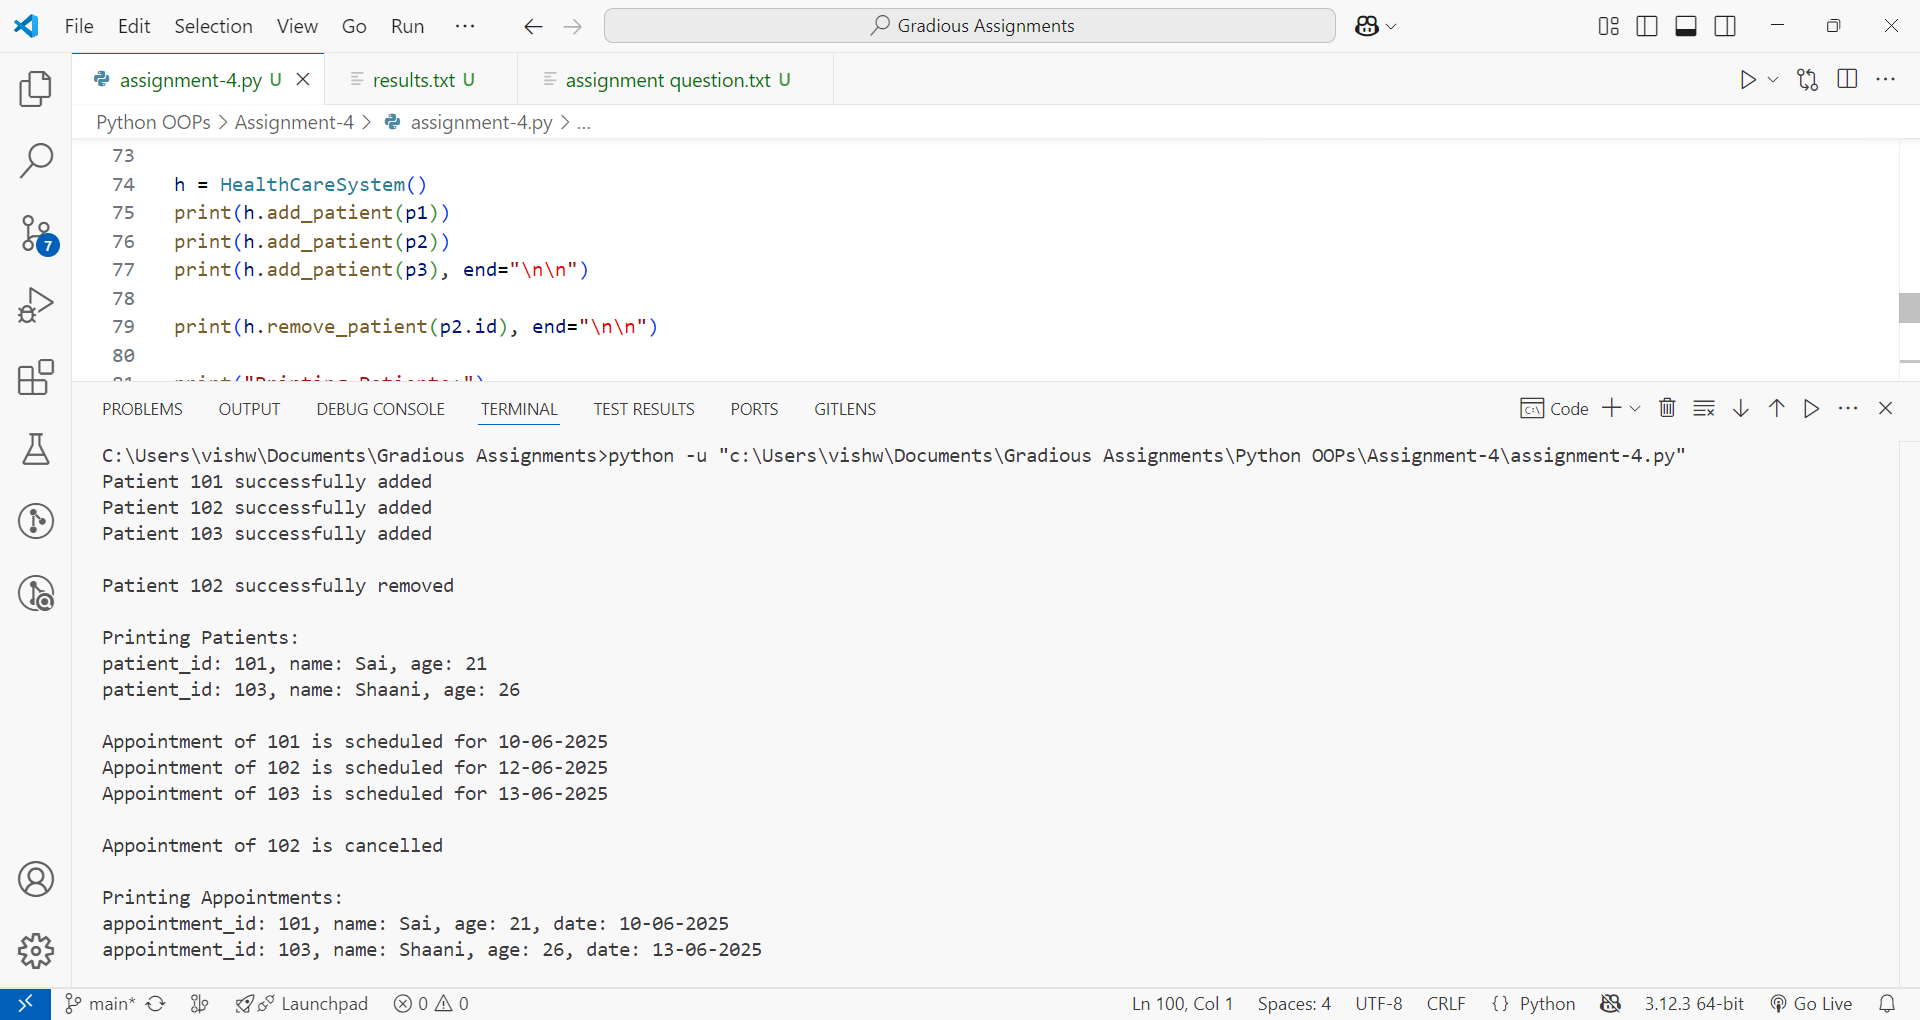 File Edit Selection View Go Run ··· Gradious Assignments
assignment-4.py U results.txt U assignment question.txt U
Python OOPs > Assignment-4 > assignment-4.py > ...
73
74 h = HealthCareSystem()
75 print(h.add_patient(p1))
76 print(h.add_patient(p2))
77 print(h.add_patient(p3), end="\n\n")
78
79 print(h.remove_patient(p2.id), end="\n\n")
80
81 print("Printing Patients:")
7
PROBLEMS OUTPUT DEBUG CONSOLE TERMINAL TEST RESULTS PORTS GITLENS Code
C:\Users\vishw\Documents\Gradious Assignments>python -u "c:\Users\vishw\Documents\Gradious Assignments\Python OOPs\Assignment-4\assignment-4.py"
Patient 101 successfully added
Patient 102 successfully added
Patient 103 successfully added
Patient 102 successfully removed
Printing Patients:
patient_id: 101, name: Sai, age: 21
patient_id: 103, name: Shaani, age: 26
Appointment of 101 is scheduled for 10-06-2025
Appointment of 102 is scheduled for 12-06-2025
Appointment of 103 is scheduled for 13-06-2025
Appointment of 102 is cancelled
Printing Appointments:
appointment_id: 101, name: Sai, age: 21, date: 10-06-2025
appointment_id: 103, name: Shaani, age: 26, date: 13-06-2025
main* Launchpad 0 0 Ln 100, Col 1 Spaces: 4 UTF-8 CRLF {} Python 3.12.3 64-bit Go Live